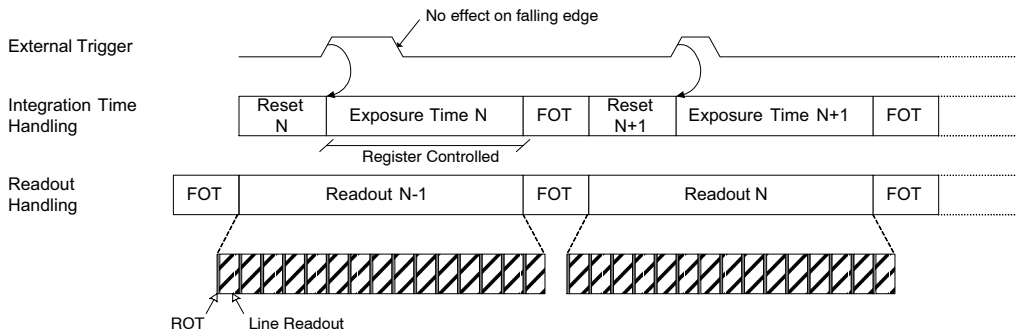 No effect on falling edge
External Trigger
Integration Time
Handling
Reset
N
Exposure Time N
FOT
Reset
N+1
Exposure Time N+1
FOT
Register Controlled
Readout
Handling
FOT
Readout N-1
FOT
Readout N
FOT
ROT
Line Readout